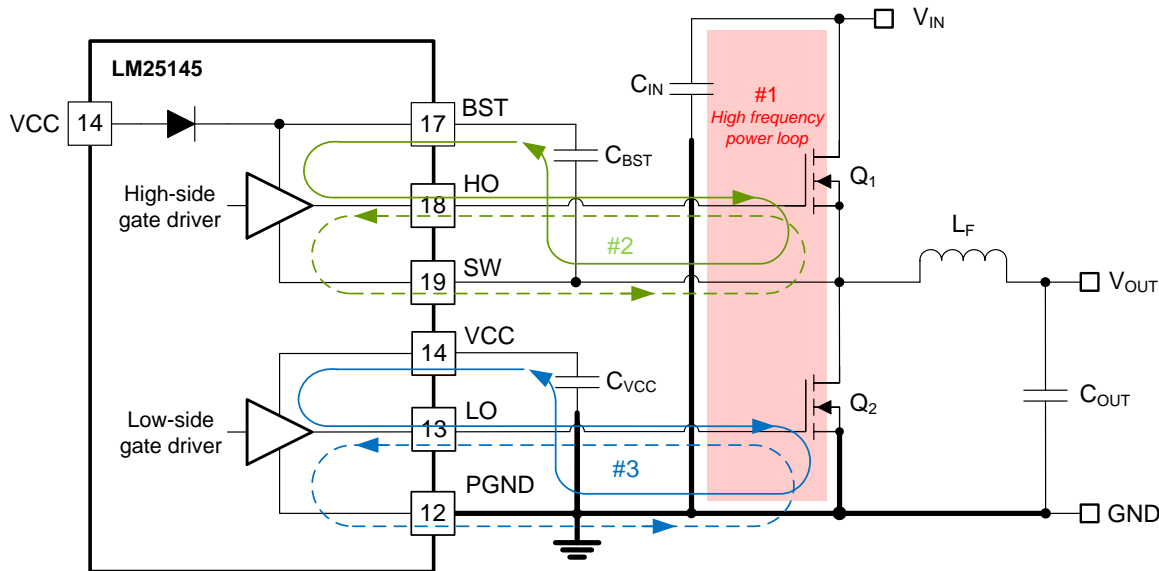 LM25145
VCC
14
BST
17
High-side
gate driver
HO
18
SW
19
#2
C_BST
VCC
14
Low-side
gate driver
LO
13
PGND
12
#3
C_VCC
C_IN
#1
High frequency
power loop
V_IN
Q_1
L_F
V_OUT
Q_2
C_OUT
GND